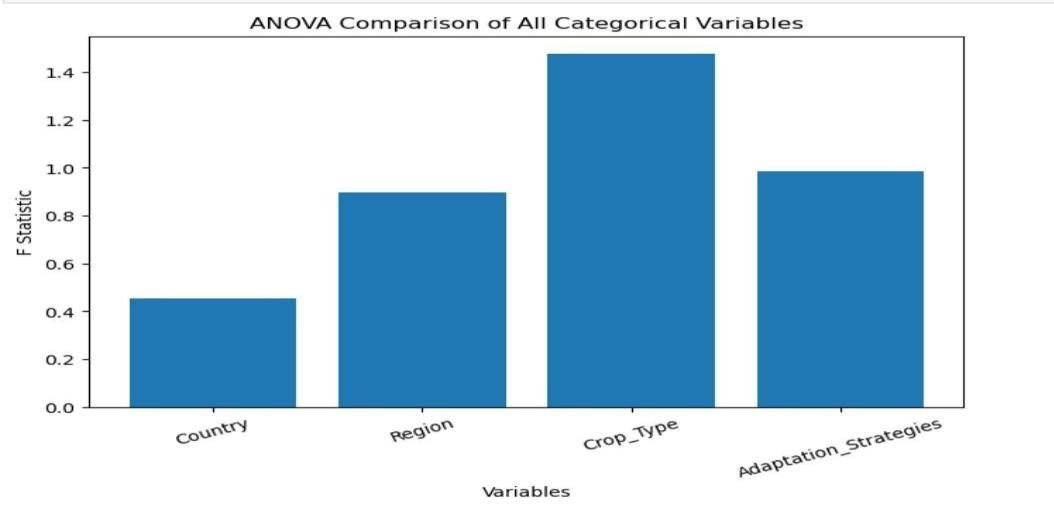 ANOVA Comparison of All Categorical Variables
1.4
1.2
1.0
0.8
0.6
0.4
0.2
0.0
F Statistic
Country
Region
Crop_Type
Adaptation_Strategies
Variables